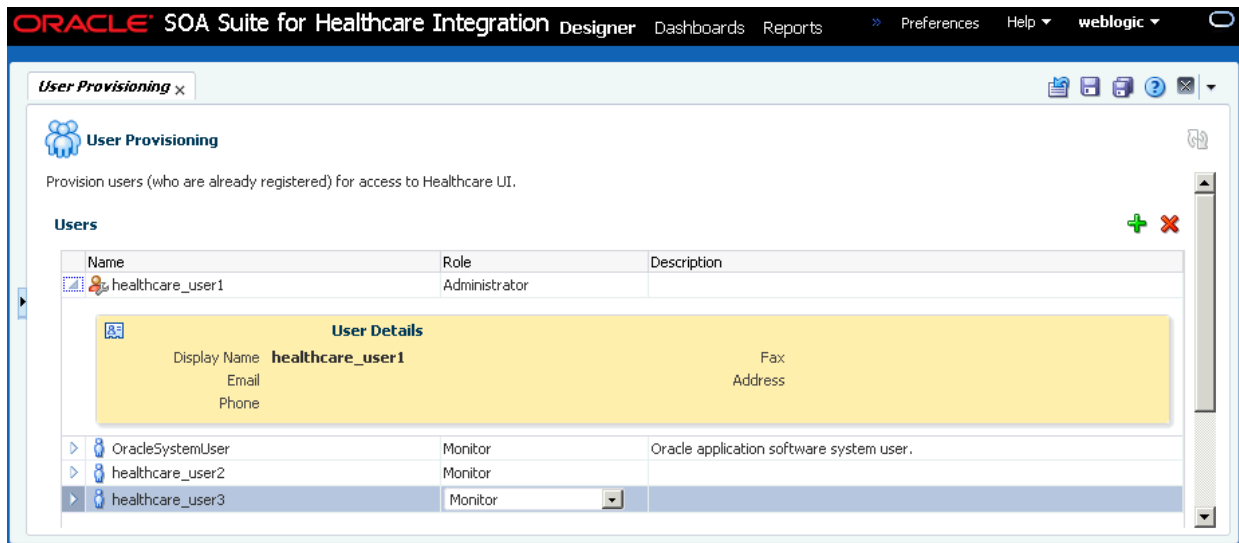 ORACLE® SOA Suite for Healthcare Integration Designer Dashboards Reports » Preferences Help weblogic
User Provisioning x
User Provisioning
Provision users (who are already registered) for access to Healthcare UI.
Users
Name Role Description
healthcare_user1 Administrator
User Details
Display Name healthcare_user1 Fax
Email Address
Phone
OracleSystemUser Monitor Oracle application software system user.
healthcare_user2 Monitor
healthcare_user3 Monitor